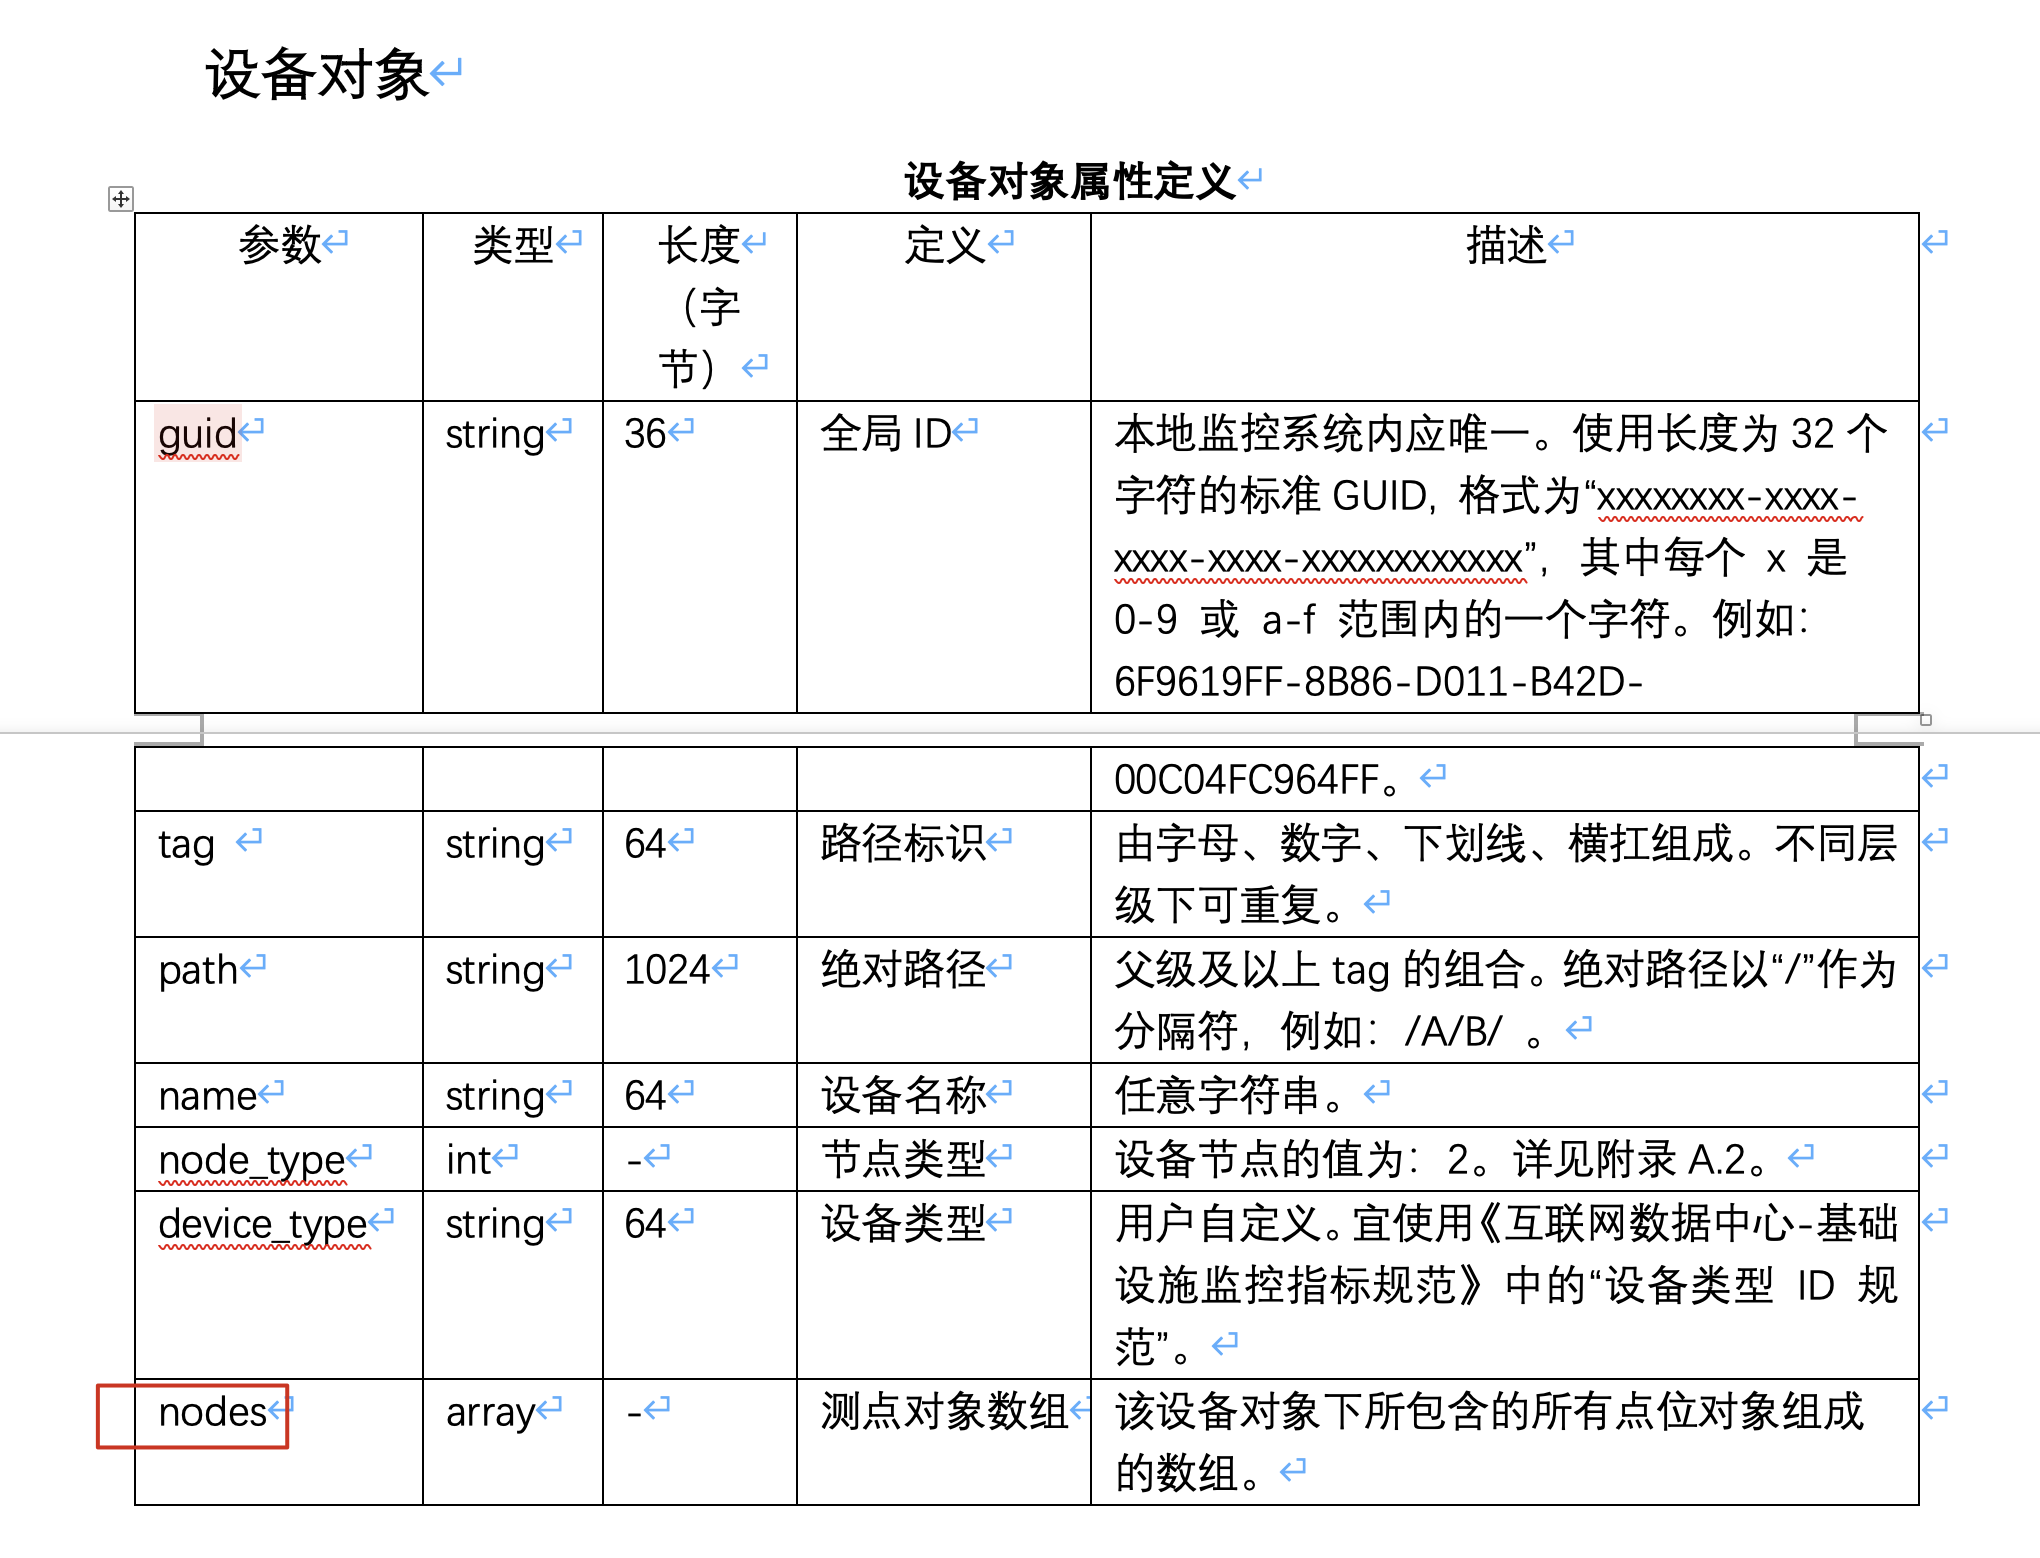 设备对象
设备对象属性定义
参数 类型 长度 定义 描述
（字
节）
guid string 36 全局 ID 本地监控系统内应唯一。使用长度为 32 个
字符的标准 GUID，格式为“xxxxxxxx-xxxx-
xxxx-xxxx-xxxxxxxxxxxx”，其中每个 x 是
0-9 或 a-f 范围内的一个字符。例如：
6F9619FF-8B86-D011-B42D-
00C04FC964FF。
tag string 64 路径标识 由字母、数字、下划线、横扛组成。不同层
级下可重复。
path string 1024 绝对路径 父级及以上 tag 的组合。绝对路径以“/”作为
分隔符，例如：/A/B/ 。
name string 64 设备名称 任意字符串。
node_type int - 节点类型 设备节点的值为：2。详见附录 A.2。
device_type string 64 设备类型 用户自定义。宜使用《互联网数据中心-基础
设施监控指标规范》中的“设备类型 ID 规
范”。
nodes array - 测点对象数组 该设备对象下所包含的所有点位对象组成
的数组。